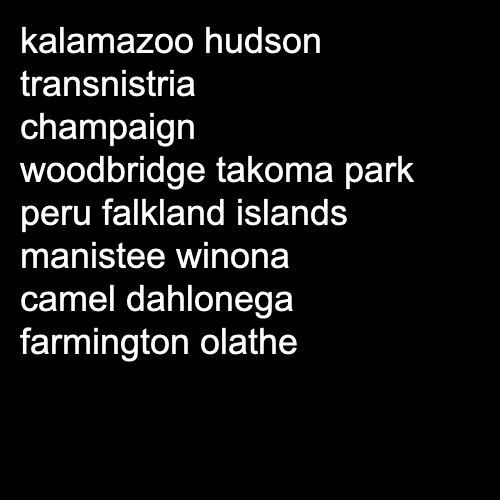 kalamazoo hudson
transnistria
champaign
woodbridge takoma park
peru falkland islands
manistee winona
camel dahlonega
farmington olathe